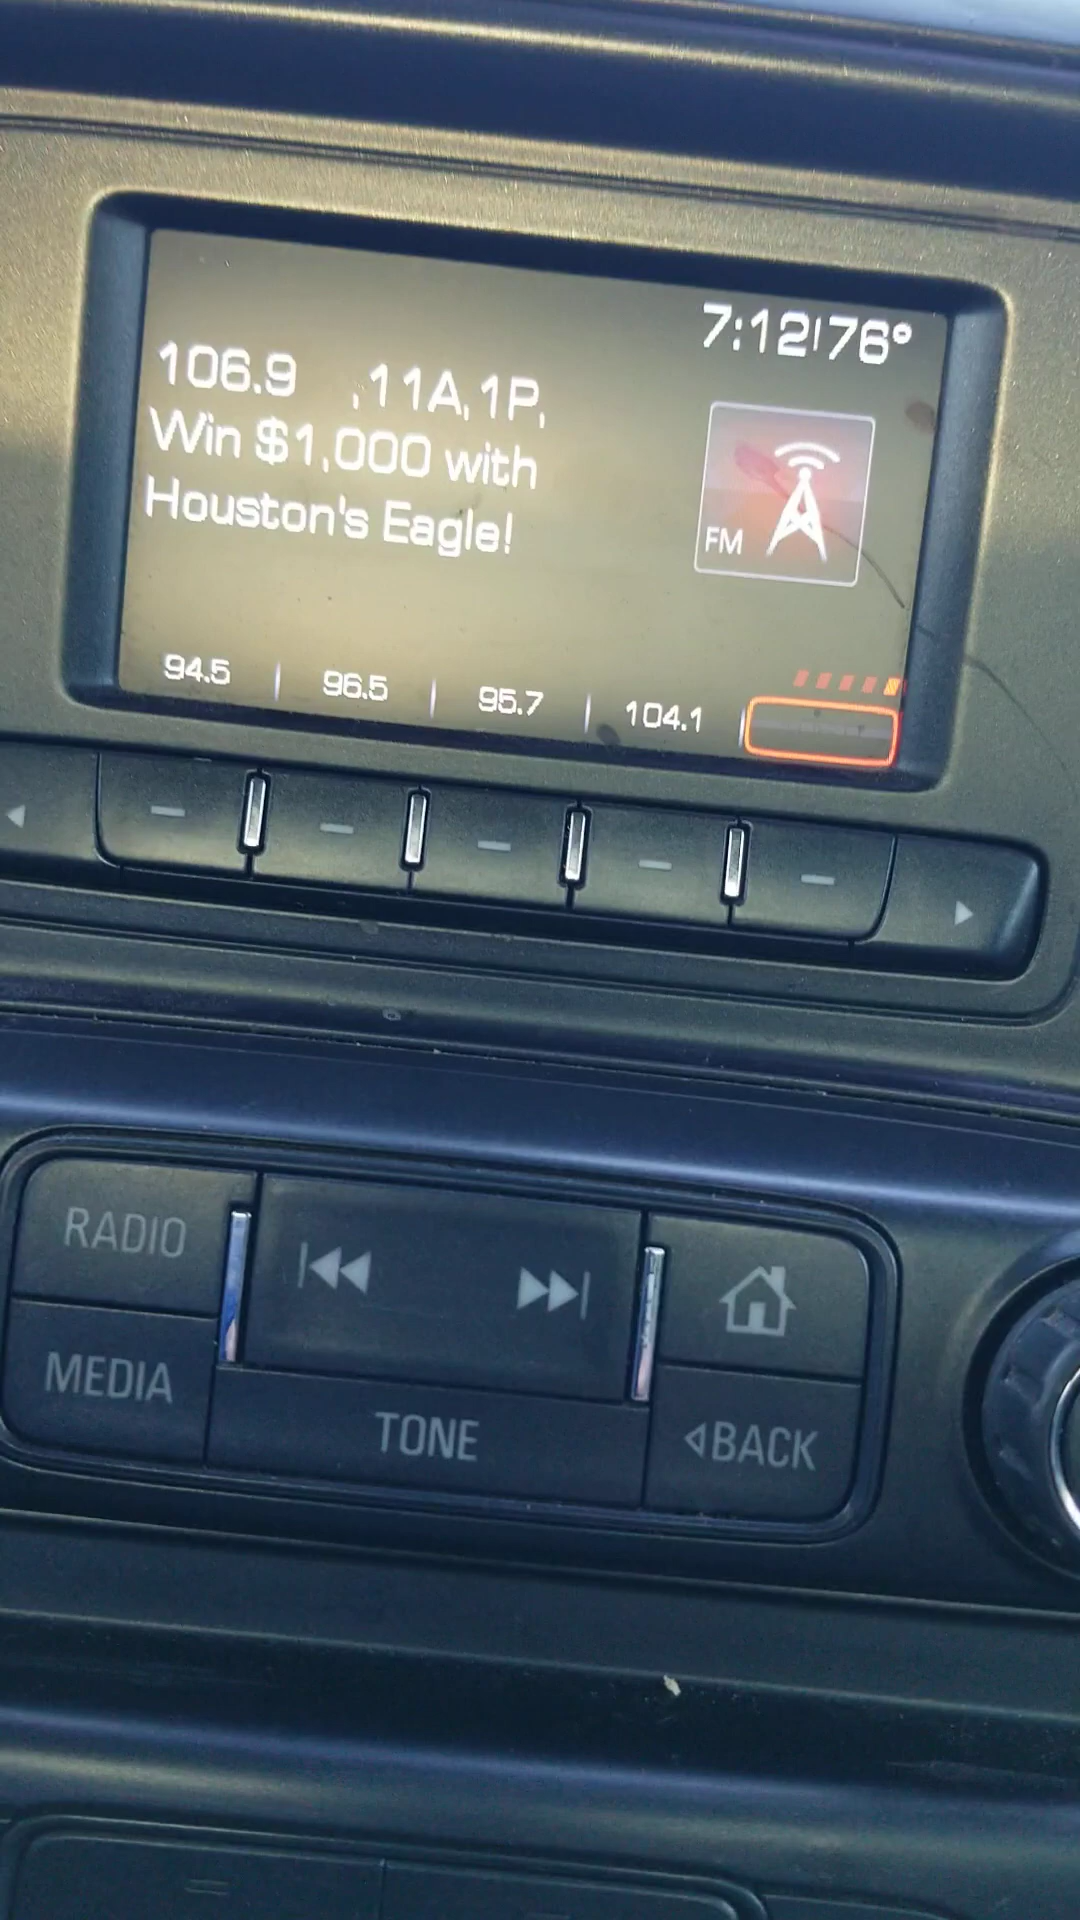 7:12|76°
106.9 ,11A,1P,
Win $1,000 with
Houston's Eagle!
FM
94.5 | 96.5 | 95.7 | 104.1 |
RADIO
MEDIA
TONE
BACK